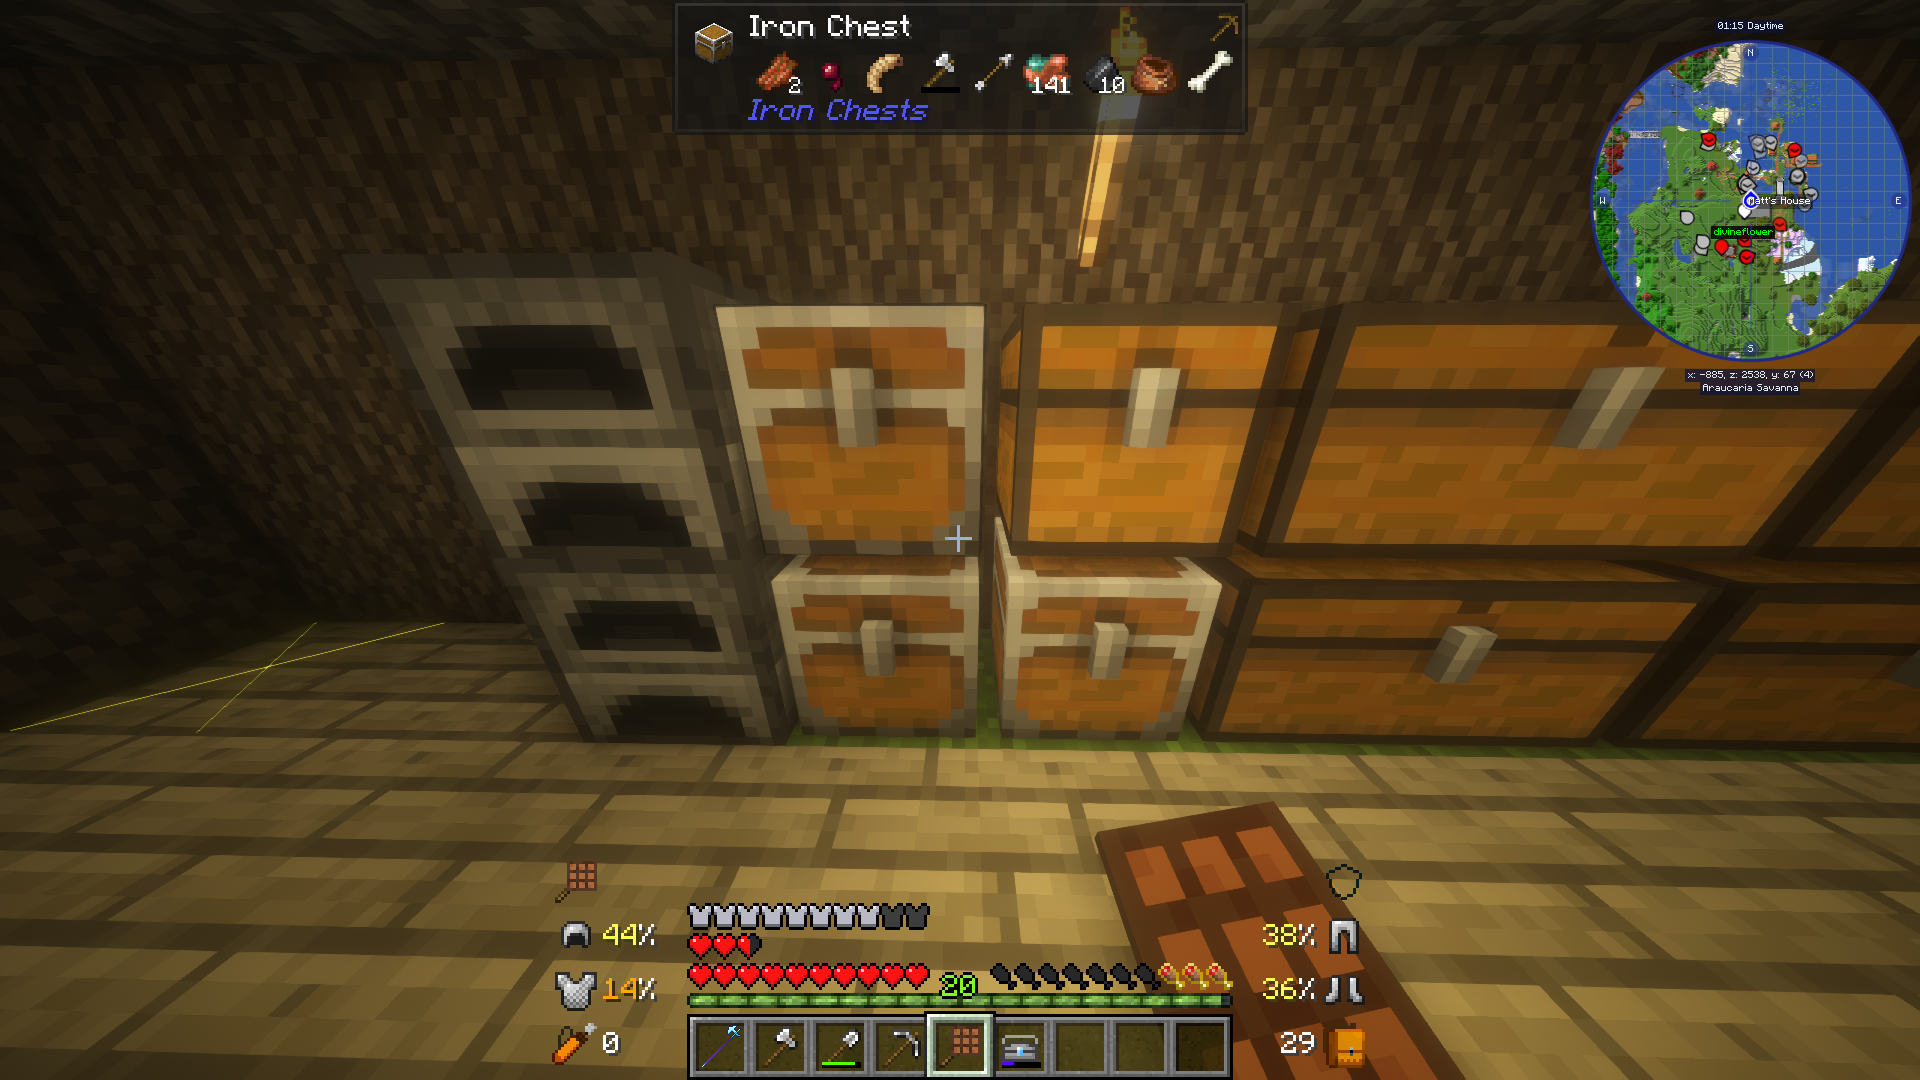 Iron Chest
2 141 10
Iron Chests
01:15 Daytime
N
W
E
S
Matt's House
divineflower
x: -885, z: 2538, y: 67 (4)
Araucaria Savanna
44%
14%
0
20
38%
36%
29